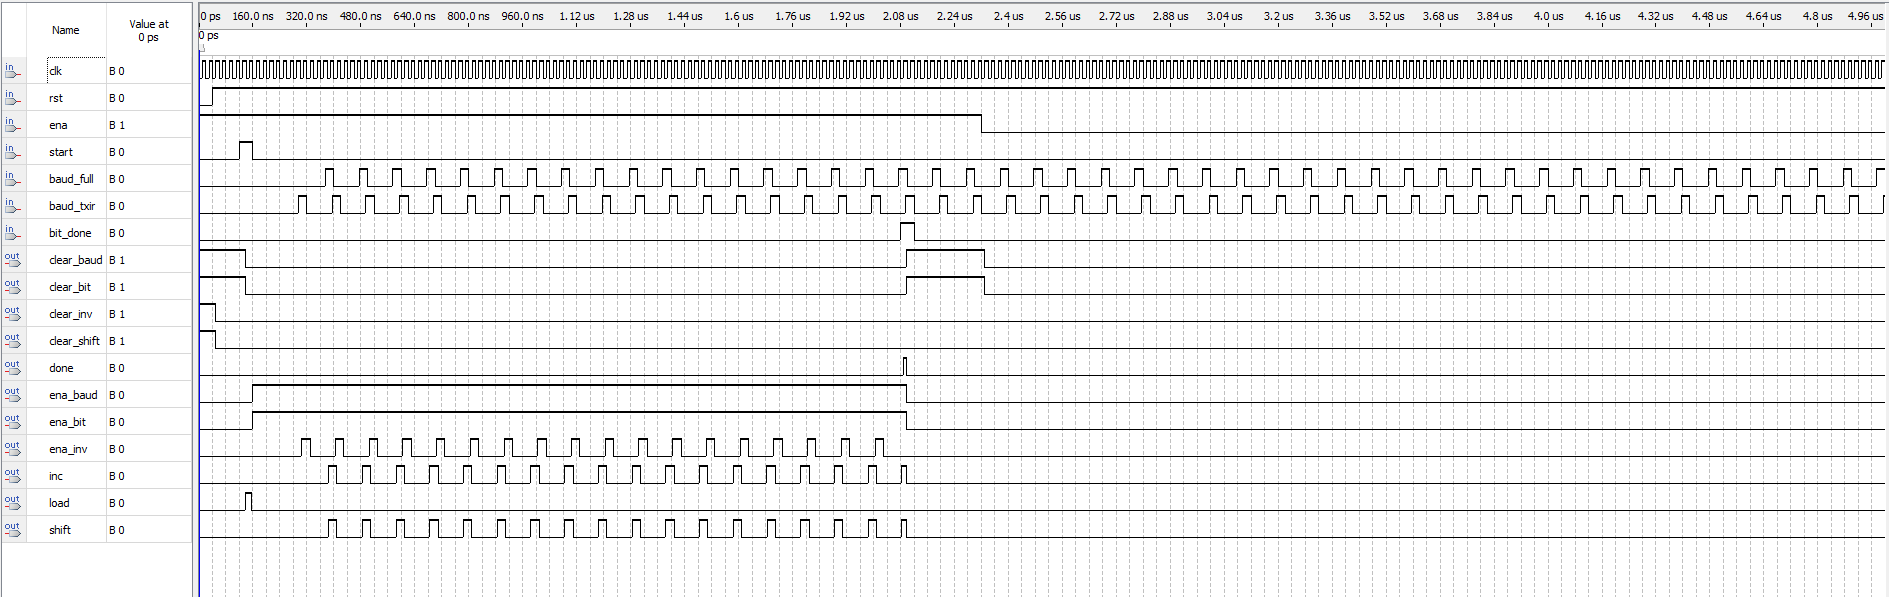 Name Value at 0 ps
0 ps 160.0 ns 320.0 ns 480.0 ns 640.0 ns 800.0 ns 960.0 ns 1.12 us 1.28 us 1.44 us 1.6 us 1.76 us 1.92 us 2.08 us 2.24 us 2.4 us 2.56 us 2.72 us 2.88 us 3.04 us 3.2 us 3.36 us 3.52 us 3.68 us 3.84 us 4.0 us 4.16 us 4.32 us 4.48 us 4.64 us 4.8 us 4.96 us
0 ps
in clk B 0
in rst B 0
in ena B 1
in start B 0
in baud_full B 0
in baud_txir B 0
in bit_done B 0
out clear_baud B 1
out clear_bit B 1
out clear_inv B 1
out clear_shift B 1
out done B 0
out ena_baud B 0
out ena_bit B 0
out ena_inv B 0
out inc B 0
out load B 0
out shift B 0